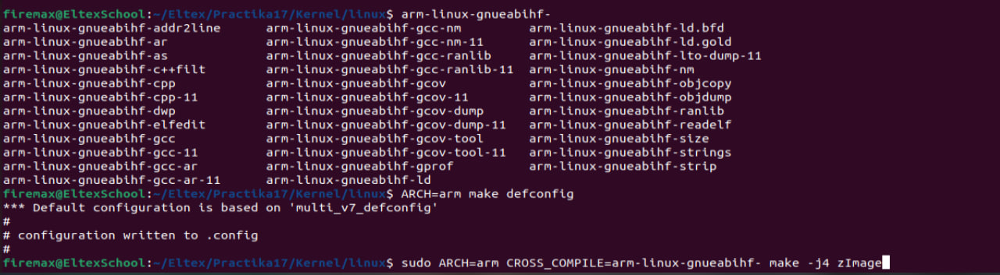 firemax@EltexSchool:~/Eltex/Practika17/Kernel/linux$ arm-linux-gnueabihf-
arm-linux-gnueabihf-addr2line arm-linux-gnueabihf-gcc-nm arm-linux-gnueabihf-ld.bfd
arm-linux-gnueabihf-ar arm-linux-gnueabihf-gcc-nm-11 arm-linux-gnueabihf-ld.gold
arm-linux-gnueabihf-as arm-linux-gnueabihf-gcc-ranlib arm-linux-gnueabihf-lto-dump-11
arm-linux-gnueabihf-c++filt arm-linux-gnueabihf-gcc-ranlib-11 arm-linux-gnueabihf-nm
arm-linux-gnueabihf-cpp arm-linux-gnueabihf-gcov arm-linux-gnueabihf-objcopy
arm-linux-gnueabihf-cpp-11 arm-linux-gnueabihf-gcov-11 arm-linux-gnueabihf-objdump
arm-linux-gnueabihf-dwp arm-linux-gnueabihf-gcov-dump arm-linux-gnueabihf-ranlib
arm-linux-gnueabihf-elfedit arm-linux-gnueabihf-gcov-dump-11 arm-linux-gnueabihf-readelf
arm-linux-gnueabihf-gcc arm-linux-gnueabihf-gcov-tool arm-linux-gnueabihf-size
arm-linux-gnueabihf-gcc-11 arm-linux-gnueabihf-gcov-tool-11 arm-linux-gnueabihf-strings
arm-linux-gnueabihf-gcc-ar arm-linux-gnueabihf-gprof arm-linux-gnueabihf-strip
arm-linux-gnueabihf-gcc-ar-11 arm-linux-gnueabihf-ld
firemax@EltexSchool:~/Eltex/Practika17/Kernel/linux$ ARCH=arm make defconfig
*** Default configuration is based on 'multi_v7_defconfig'
#
# configuration written to .config
#
firemax@EltexSchool:~/Eltex/Practika17/Kernel/linux$ sudo ARCH=arm CROSS_COMPILE=arm-linux-gnueabihf- make -j4 zImage